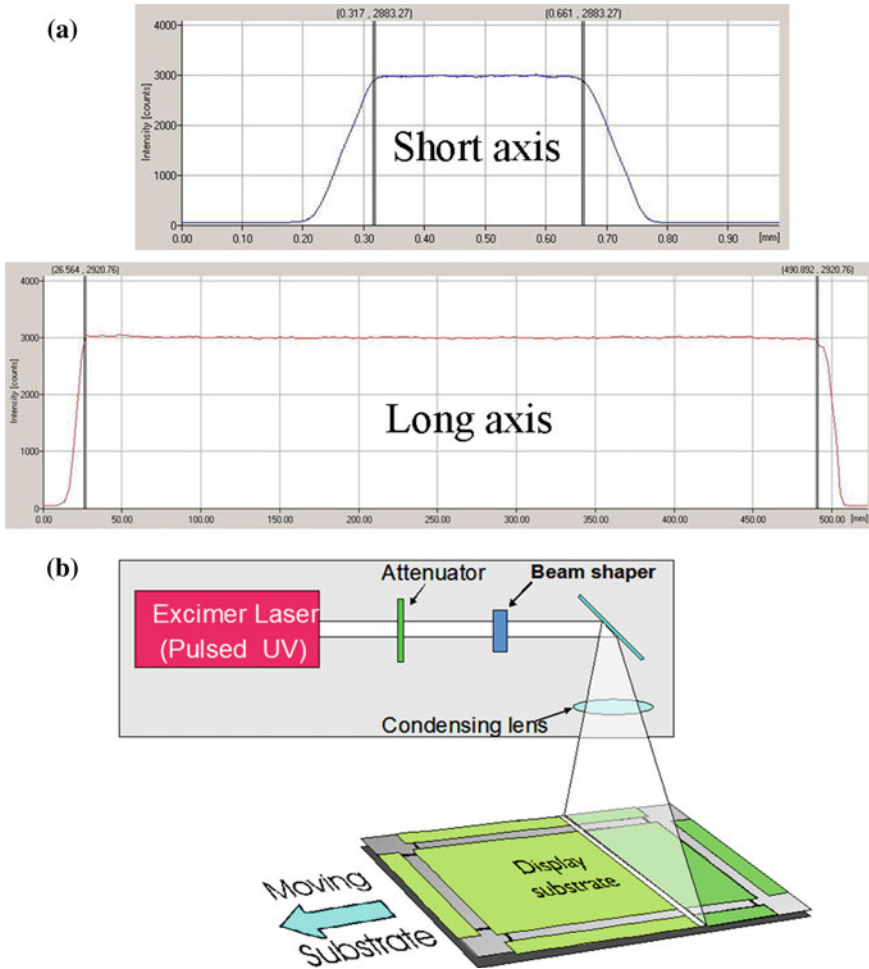 (a)
(0.317 , 2883.27)
(0.661 , 2883.27)
4000
3000
2000
1000
0
Intensity [counts]
Short axis
0.00 0.10 0.20 0.30 0.40 0.50 0.60 0.70 0.80 0.90 [mm]
(26.564 , 2920.76)
(490.892 , 2920.76)
4000
3000
2000
1000
0
Intensity [counts]
Long axis
0.00 50.00 100.00 150.00 200.00 250.00 300.00 350.00 400.00 450.00 500.00 [mm]
(b)
Attenuator
Beam shaper
Excimer Laser
(Pulsed UV)
Condensing lens
Display
substrate
Moving
Substrate